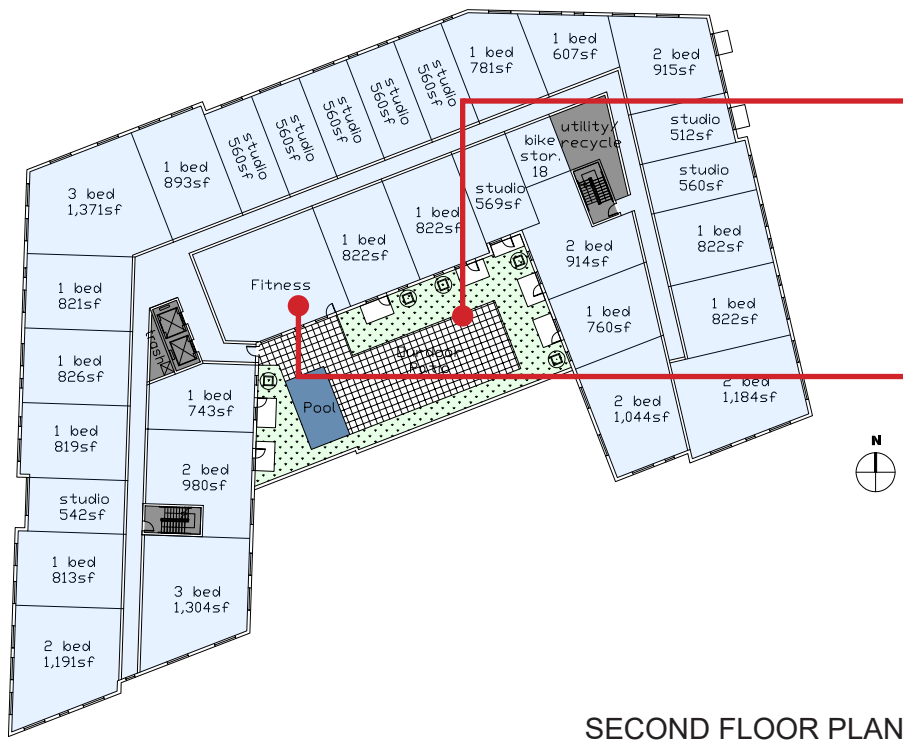 1 bed
607sf
1 bed
781sf
2 bed
915sf
studio
560sf
studio
560sf
studio
560sf
studio
560sf
studio
560sf
1 bed
893sf
3 bed
1,371sf
studio
512sf
utility/
recycle
bike
stor.
18
studio
560sf
studio
569sf
1 bed
822sf
1 bed
822sf
1 bed
822sf
2 bed
914sf
Fitness
1 bed
821sf
1 bed
822sf
1 bed
760sf
trash
1 bed
826sf
Outdoor
Patio
2 bed
1,184sf
1 bed
743sf
Pool
2 bed
1,044sf
1 bed
819sf
2 bed
980sf
N
studio
542sf
1 bed
813sf
3 bed
1,304sf
2 bed
1,191sf
SECOND FLOOR PLAN